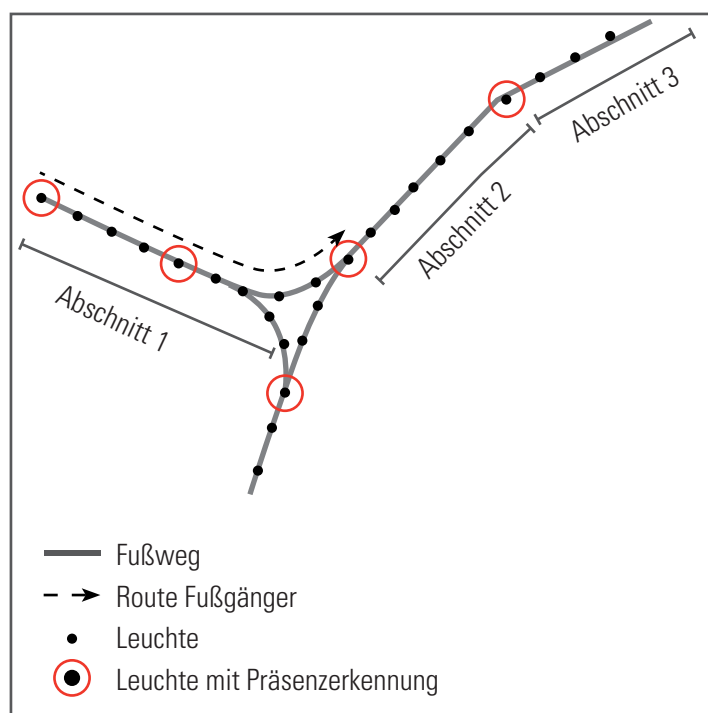 Abschnitt 3
Abschnitt 2
Abschnitt 1
Fußweg
Route Fußgänger
Leuchte
Leuchte mit Präsenzerkennung